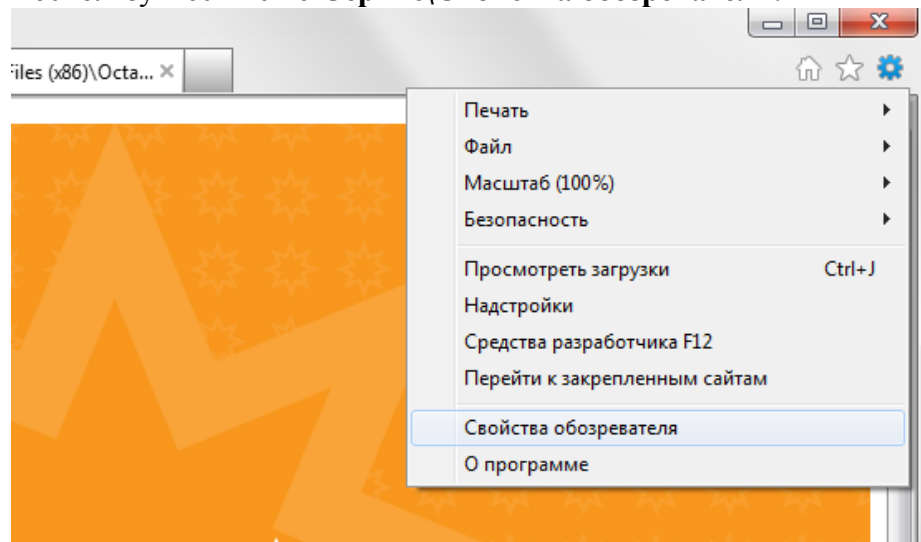 iles (x86)\Octa...
Печать
Файл
Масштаб (100%)
Безопасность
Просмотреть загрузки Ctrl+J
Надстройки
Средства разработчика F12
Перейти к закрепленным сайтам
Свойства обозревателя
О программе